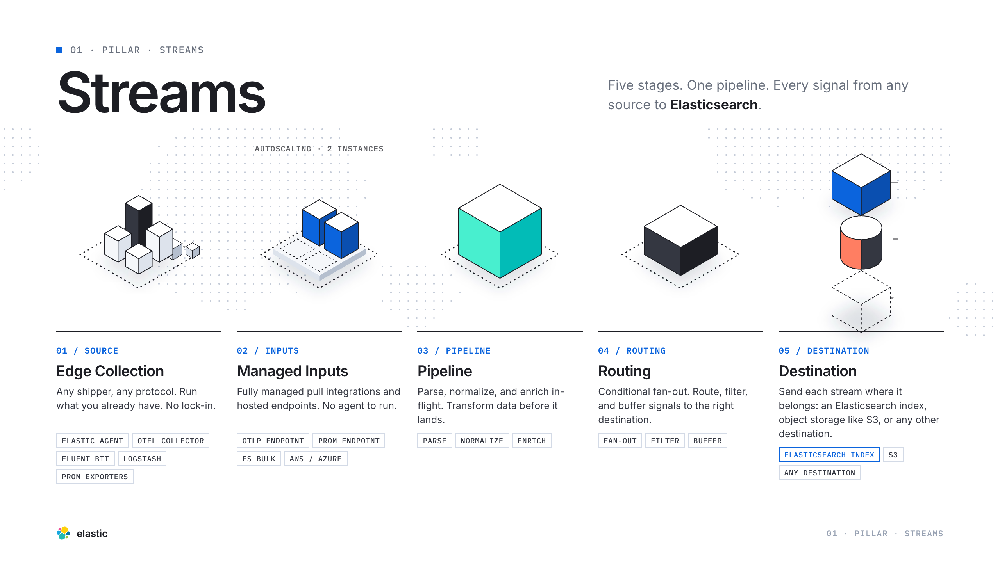 01 · PILLAR · STREAMS
Streams
Five stages. One pipeline. Every signal from any
source to Elasticsearch.
AUTOSCALING · 2 INSTANCES
01 / SOURCE
Edge Collection
Any shipper, any protocol. Run
what you already have. No lock-in.
ELASTIC AGENT
OTEL COLLECTOR
FLUENT BIT
LOGSTASH
PROM EXPORTERS
02 / INPUTS
Managed Inputs
Fully managed pull integrations and
hosted endpoints. No agent to run.
OTLP ENDPOINT
PROM ENDPOINT
ES BULK
AWS / AZURE
03 / PIPELINE
Pipeline
Parse, normalize, and enrich in-
flight. Transform data before it
lands.
PARSE
NORMALIZE
ENRICH
04 / ROUTING
Routing
Conditional fan-out. Route, filter,
and buffer signals to the right
destination.
FAN-OUT
FILTER
BUFFER
05 / DESTINATION
Destination
Send each stream where it
belongs: an Elasticsearch index,
object storage like S3, or any other
destination.
ELASTICSEARCH INDEX
S3
ANY DESTINATION
elastic
01 · PILLAR · STREAMS